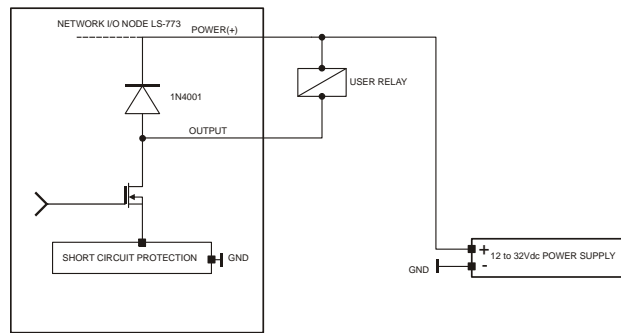 NETWORK I/O NODE LS-773
POWER(+)
1N4001
USER RELAY
OUTPUT
SHORT CIRCUIT PROTECTION
GND
GND
+
12 to 32Vdc POWER SUPPLY
-